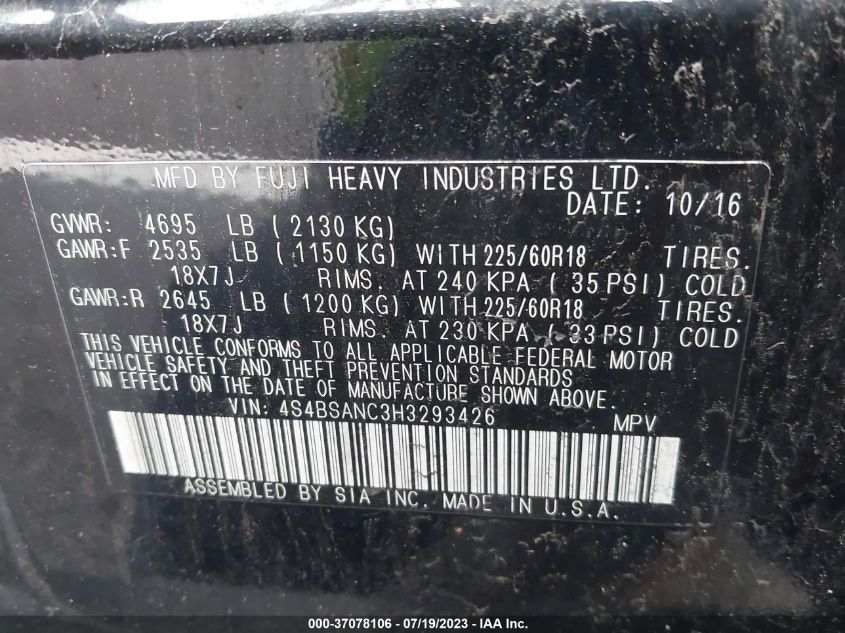 MFD BY FUJI HEAVY INDUSTRIES LTD.
DATE: 10/16
GVWR: 4695 LB ( 2130 KG)
GAWR:F 2535 LB ( 1150 KG) WITH 225/60R18 TIRES.
18X7J RIMS. AT 240 KPA ( 35 PSI) COLD
GAWR:R 2645 LB ( 1200 KG) WITH 225/60R18 TIRES.
18X7J RIMS. AT 230 KPA ( 33 PSI) COLD
THIS VEHICLE CONFORMS TO ALL APPLICABLE FEDERAL MOTOR
VEHICLE SAFETY AND THEFT PREVENTION STANDARDS
IN EFFECT ON THE DATE OF MANUFACTURE SHOWN ABOVE.
VIN: 4S4BSANC3H3293426 MPV
ASSEMBLED BY SIA INC. MADE IN U.S.A.
000-37078106 - 07/19/2023 - IAA Inc.